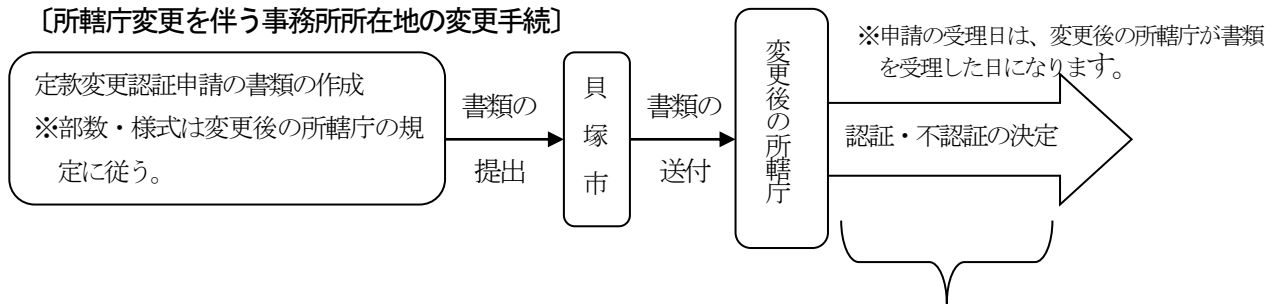 〔所轄庁変更を伴う事務所所在地の変更手続〕
定款変更認証申請の書類の作成
※部数・様式は変更後の所轄庁の規
定に従う。
書類の
提出
貝塚市
書類の
送付
変更後の所轄庁
※申請の受理日は、変更後の所轄庁が書類
を受理した日になります。
認証・不認証の決定